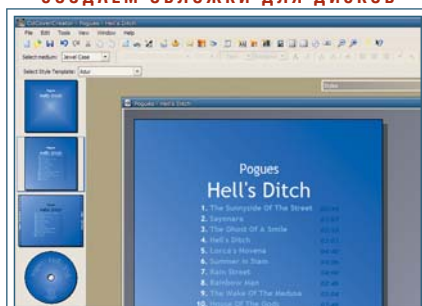 СОЗДАЕМ ОБЛОЖКИ ДЛЯ ДИСКОВ
CdCoverCreator - Pogues - Hell's Ditch
File Edit Tools View Window Help
Select medium: Jewel Case
Select Style Template: Azur
Styles
Pogues - Hell's Ditch
Pogues
Hell's Ditch
1. The Sunnyside Of The Street
2. Sayonara
3. The Ghost Of A Smile
4. Hell's Ditch
5. Lorca's Novena
6. Summer In Siam
7. Rain Street
8. Rainbow Man
9. The Wake Of The Medusa
10. House Of The Gods